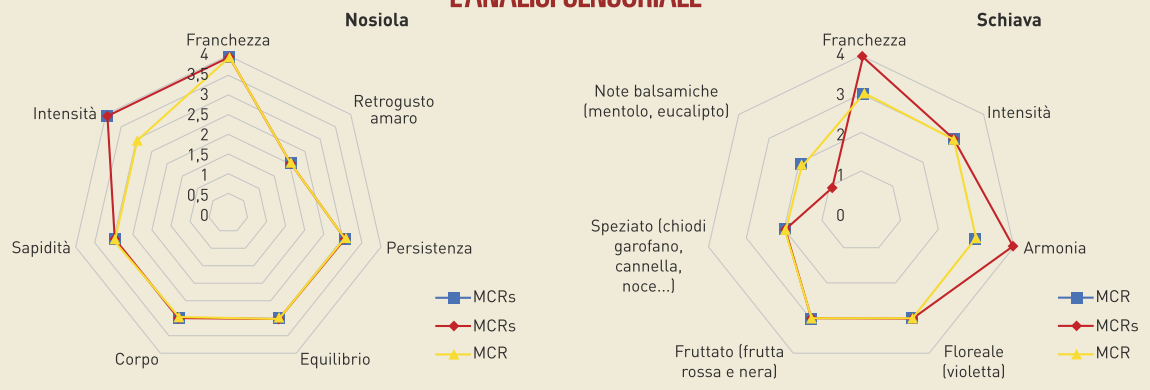 L'ANALISI SENSORIALE
Nosiola
Franchezza
4
3,5
3
2,5
2
1,5
1
0,5
0
Retrogusto
amaro
Persistenza
Equilibrio
Corpo
Sapidità
Intensità
MCRs
MCRs
MCR
Schiava
Franchezza
4
3
2
1
0
Intensità
Armonia
Floreale
(violetta)
Fruttato (frutta
rossa e nera)
Speziato (chiodi
garofano,
cannella,
noce...)
Note balsamiche
(mentolo, eucalipto)
MCR
MCRs
MCR